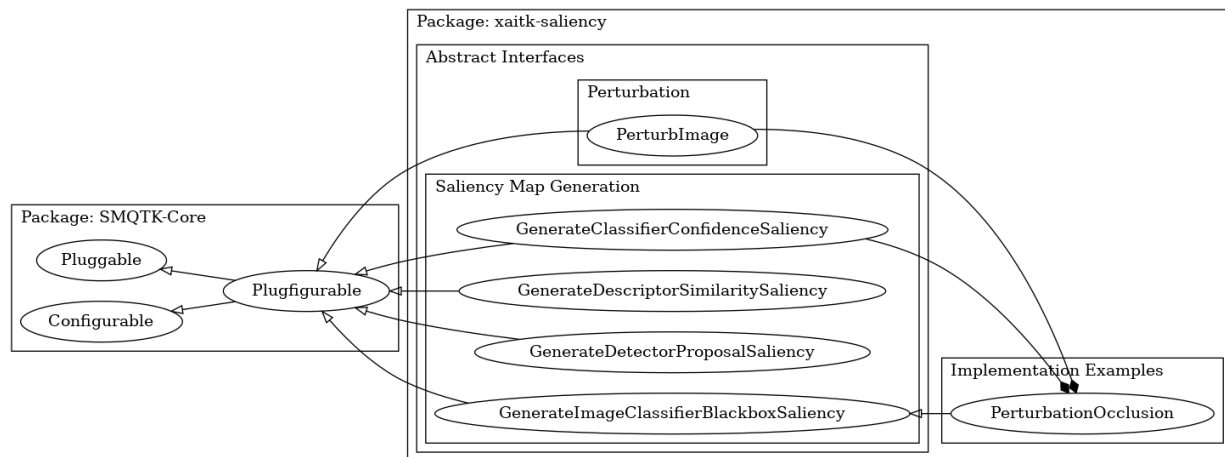 Package: xaitk-saliency
Abstract Interfaces
Perturbation
PerturbImage
Saliency Map Generation
Package: SMQTK-Core
GenerateClassifierConfidenceSaliency
Pluggable
Plugfigurable
GenerateDescriptorSimilaritySaliency
Configurable
GenerateDetectorProposalSaliency
Implementation Examples
GenerateImageClassifierBlackboxSaliency
PerturbationOcclusion